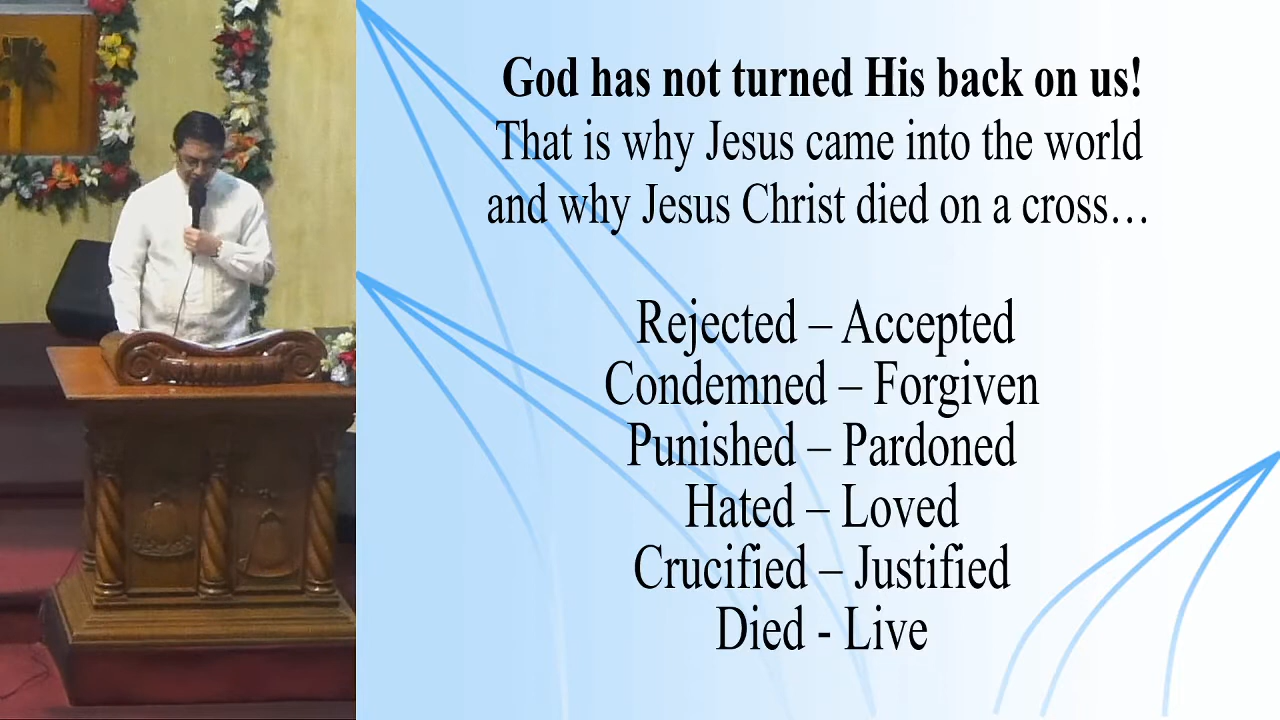 God has not turned His back on us!
That is why Jesus came into the world
and why Jesus Christ died on a cross…
Rejected – Accepted
Condemned – Forgiven
Punished – Pardoned
Hated – Loved
Crucified – Justified
Died - Live